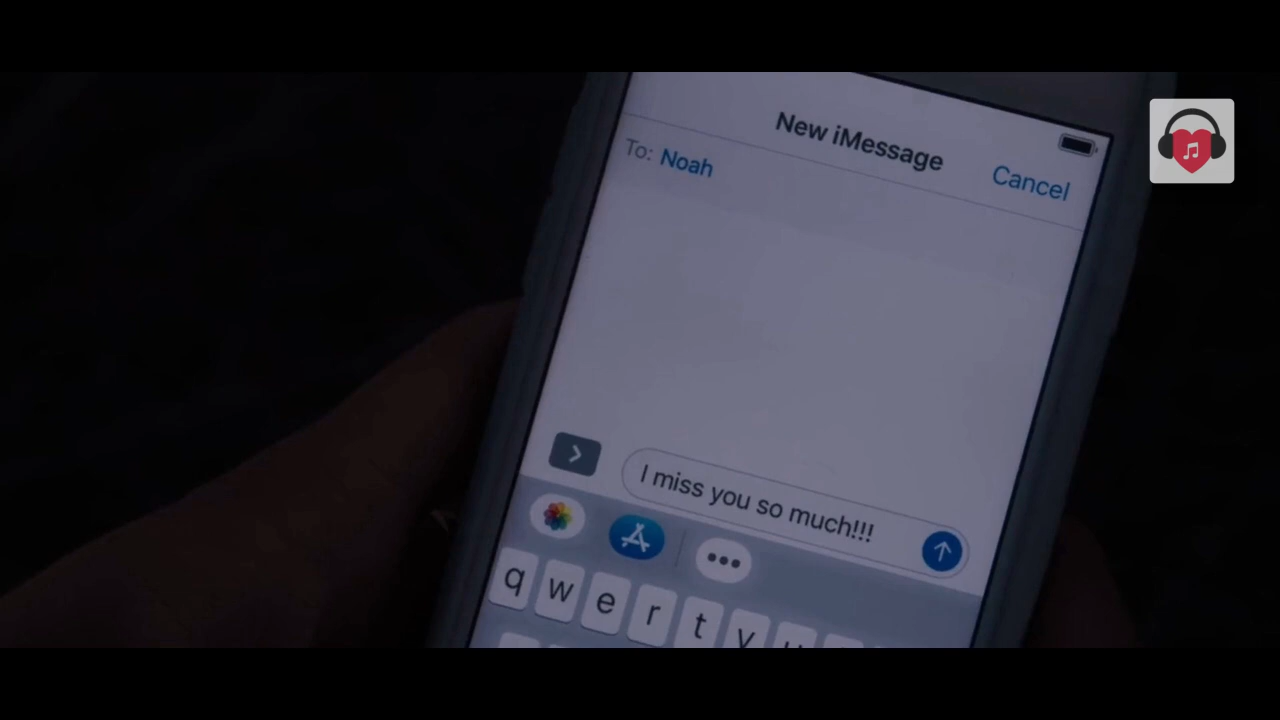 New iMessage
Cancel
To: Noah
I miss you so much!!!
q w e r t y u